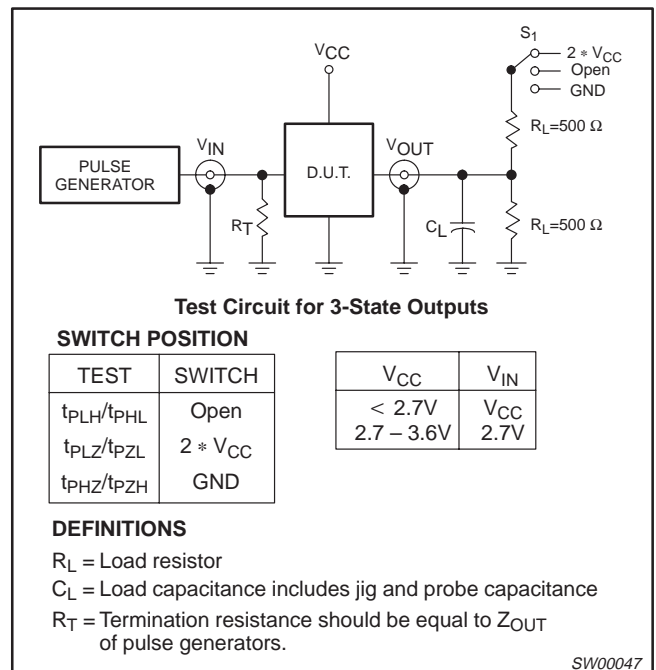 S1
2 * VCC
Open
GND
VCC
RL=500 Ω
VIN
VOUT
PULSE
GENERATOR
D.U.T.
RT
CL
RL=500 Ω
Test Circuit for 3-State Outputs
SWITCH POSITION
TEST SWITCH
tPLH/tPHL Open
tPLZ/tPZL 2 * VCC
tPHZ/tPZH GND
VCC VIN
< 2.7V VCC
2.7 – 3.6V 2.7V
DEFINITIONS
RL = Load resistor
CL = Load capacitance includes jig and probe capacitance
RT = Termination resistance should be equal to ZOUT
of pulse generators.
SW00047